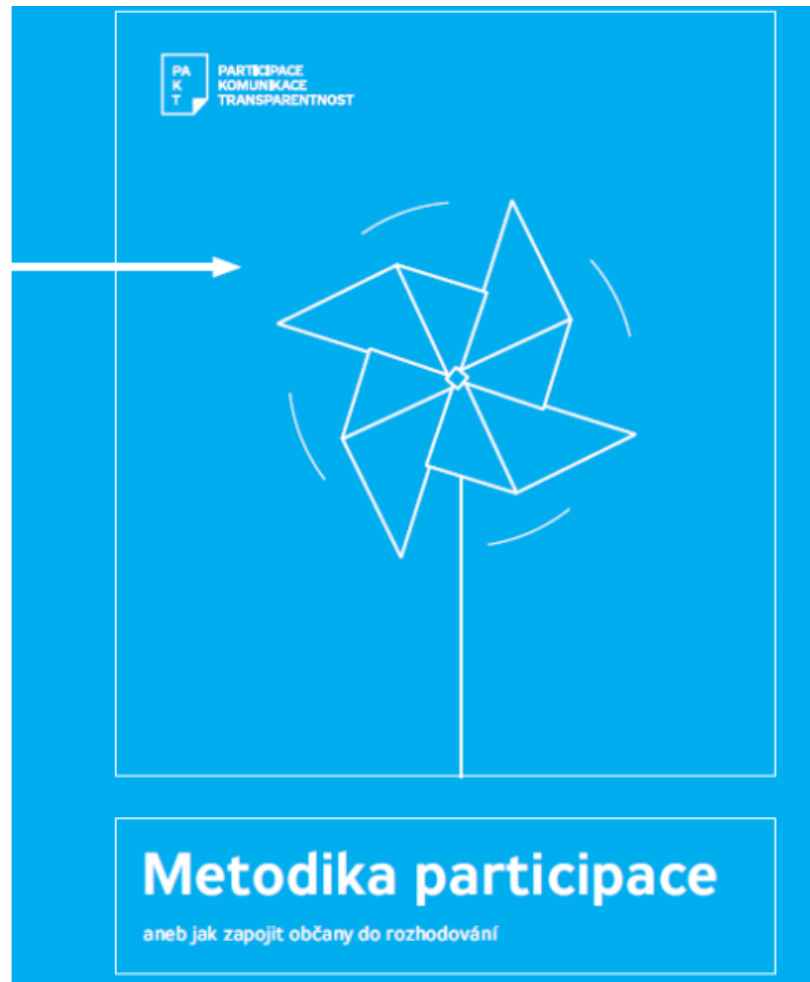 PA
K
T
PARTICIPACE
KOMUNIKACE
TRANSPARENTNOST
Metodika participace
aneb jak zapojit občany do rozhodování